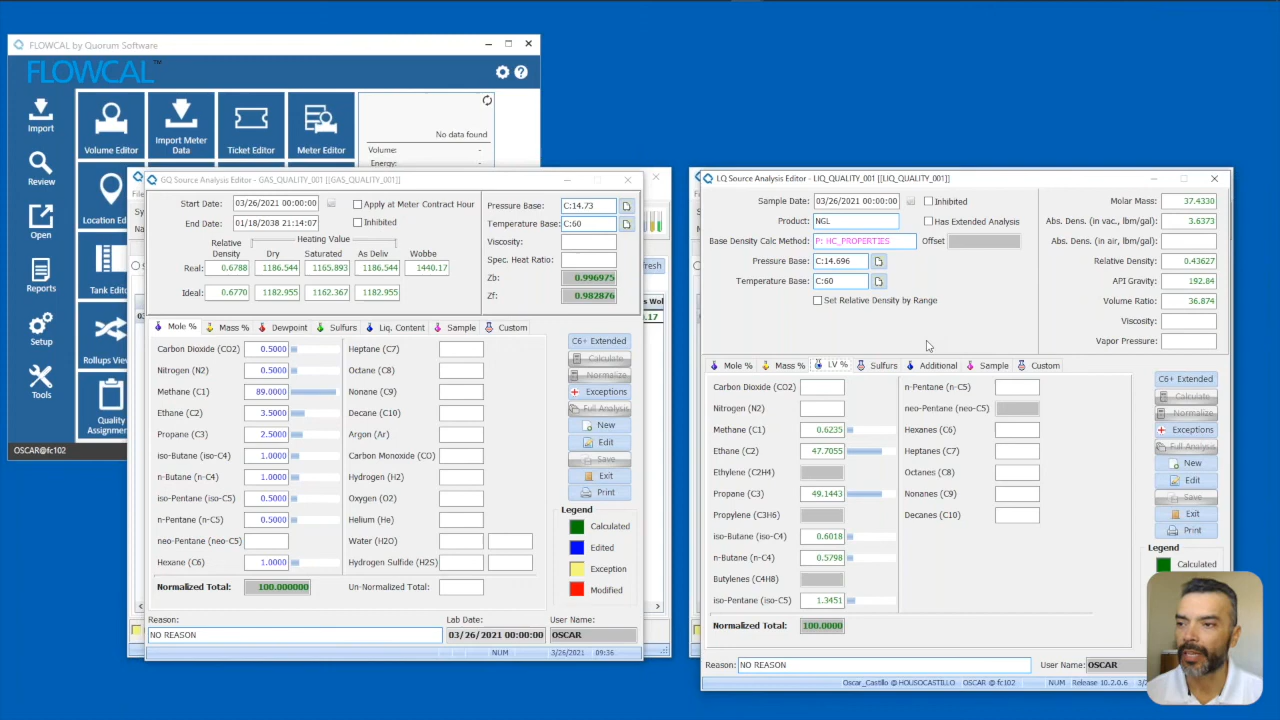 FLOWCAL by Quorum Software
FLOWCAL™
Import
Review
Open
Reports
Setup
Tools
Volume Editor
Import Meter Data
Ticket Editor
Meter Editor
No data found
Volume: -
Energy: -
Location Ed
Tank Edit
Rollups View
Quality
Assignme
OSCAR@fc102
GQ Source Analysis Editor - GAS_QUALITY_001 [[GAS_QUALITY_001]]
Start Date: 03/26/2021 00:00:00
Apply at Meter Contract Hour
End Date: 01/18/2038 21:14:07
Inhibited
Pressure Base: C:14.73
Temperature Base: C:60
Viscosity:
Spec. Heat Ratio:
Zb: 0.996975
Zf: 0.982876
Relative Density
Heating Value
Dry Saturated As Deliv Wobbe
Real: 0.6788 1186.544 1165.893 1186.544 1440.17
Ideal: 0.6770 1182.955 1162.367 1182.955
Mole % Mass % Dewpoint Sulfurs Liq. Content Sample Custom
Carbon Dioxide (CO2) 0.5000 Heptane (C7)
Nitrogen (N2) 0.5000 Octane (C8)
Methane (C1) 89.0000 Nonane (C9)
Ethane (C2) 3.5000 Decane (C10)
Propane (C3) 2.5000 Argon (Ar)
iso-Butane (iso-C4) 1.0000 Carbon Monoxide (CO)
n-Butane (n-C4) 1.0000 Hydrogen (H2)
iso-Pentane (iso-C5) 0.5000 Oxygen (O2)
n-Pentane (n-C5) 0.5000 Helium (He)
neo-Pentane (neo-C5) Water (H2O)
Hexane (C6) 1.0000 Hydrogen Sulfide (H2S)
Normalized Total: 100.000000 Un-Normalized Total:
C6+ Extended
Calculate
Normalize
Exceptions
Full Analysis
New
Edit
Save
Exit
Print
Legend
Calculated
Edited
Exception
Modified
Reason: Lab Date: User Name:
NO REASON 03/26/2021 00:00:00 OSCAR
NUM 3/26/2021 09:36
LQ Source Analysis Editor - LIQ_QUALITY_001 [[LIQ_QUALITY_001]]
Sample Date: 03/26/2021 00:00:00 Inhibited
Product: NGL Has Extended Analysis
Base Density Calc Method: P: HC_PROPERTIES Offset
Pressure Base: C:14.696
Temperature Base: C:60
Set Relative Density by Range
Molar Mass: 37.4330
Abs. Dens. (in vac., lbm/gal): 3.6373
Abs. Dens. (in air, lbm/gal):
Relative Density: 0.43627
API Gravity: 192.84
Volume Ratio: 36.874
Viscosity:
Vapor Pressure:
Mole % Mass % LV % Sulfurs Additional Sample Custom
Carbon Dioxide (CO2) n-Pentane (n-C5)
Nitrogen (N2) neo-Pentane (neo-C5)
Methane (C1) 0.6235 Hexanes (C6)
Ethane (C2) 47.7055 Heptanes (C7)
Ethylene (C2H4) Octanes (C8)
Propane (C3) 49.1443 Nonanes (C9)
Propylene (C3H6) Decanes (C10)
iso-Butane (iso-C4) 0.6018
n-Butane (n-C4) 0.5798
Butylenes (C4H8)
iso-Pentane (iso-C5) 1.3451
Normalized Total: 100.0000
C6+ Extended
Calculate
Normalize
Exceptions
Full Analysis
New
Edit
Save
Exit
Print
Legend
Calculated
Reason: NO REASON User Name: OSCAR
Oscar_Castillo @ HOUSOCASTILLO OSCAR @ fc102 NUM Release 10.2.0.6